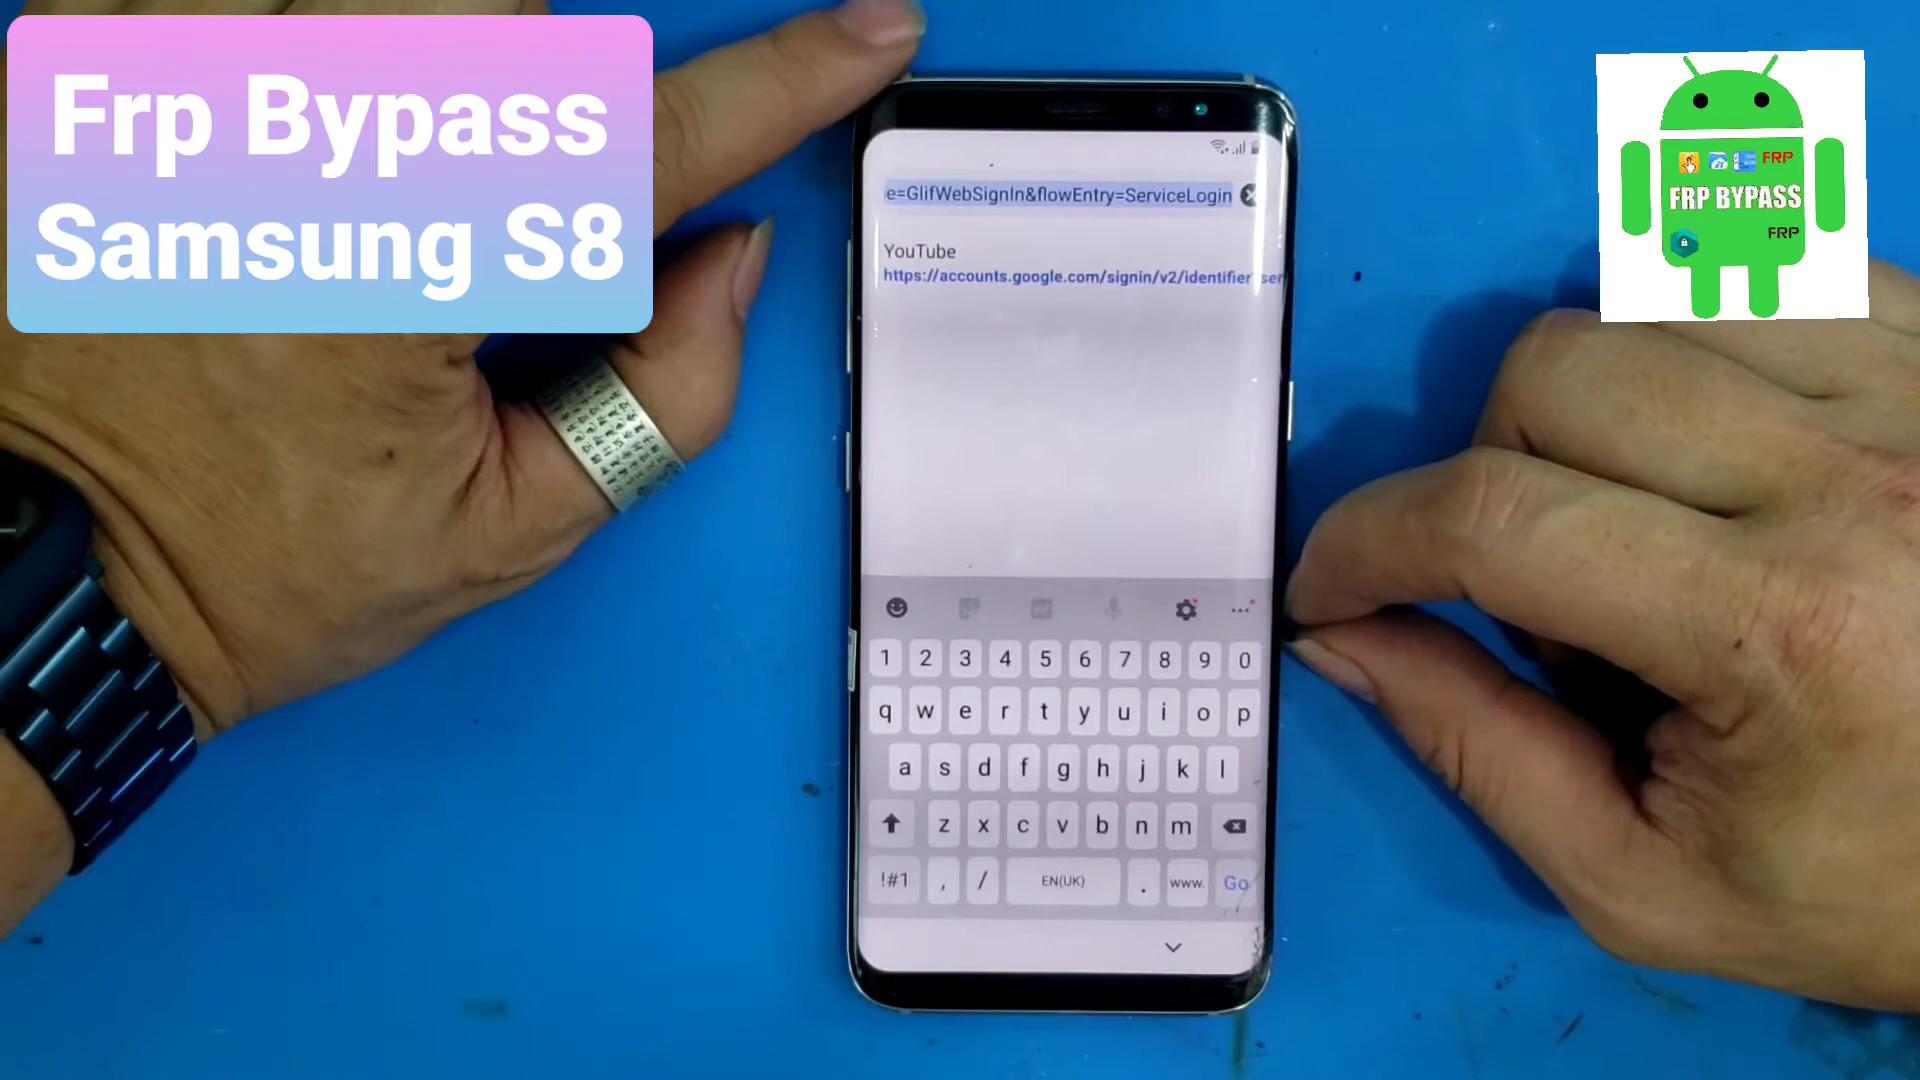 Frp Bypass
Samsung S8
FRP
FRP BYPASS
FRP
e=GlifWebSignIn&flowEntry=ServiceLogin
YouTube
https://accounts.google.com/signin/v2/identifier
1 2 3 4 5 6 7 8 9 0
q w e r t y u i o p
a s d f g h j k l
z x c v b n m
!#1 , / EN(UK) . www. Go